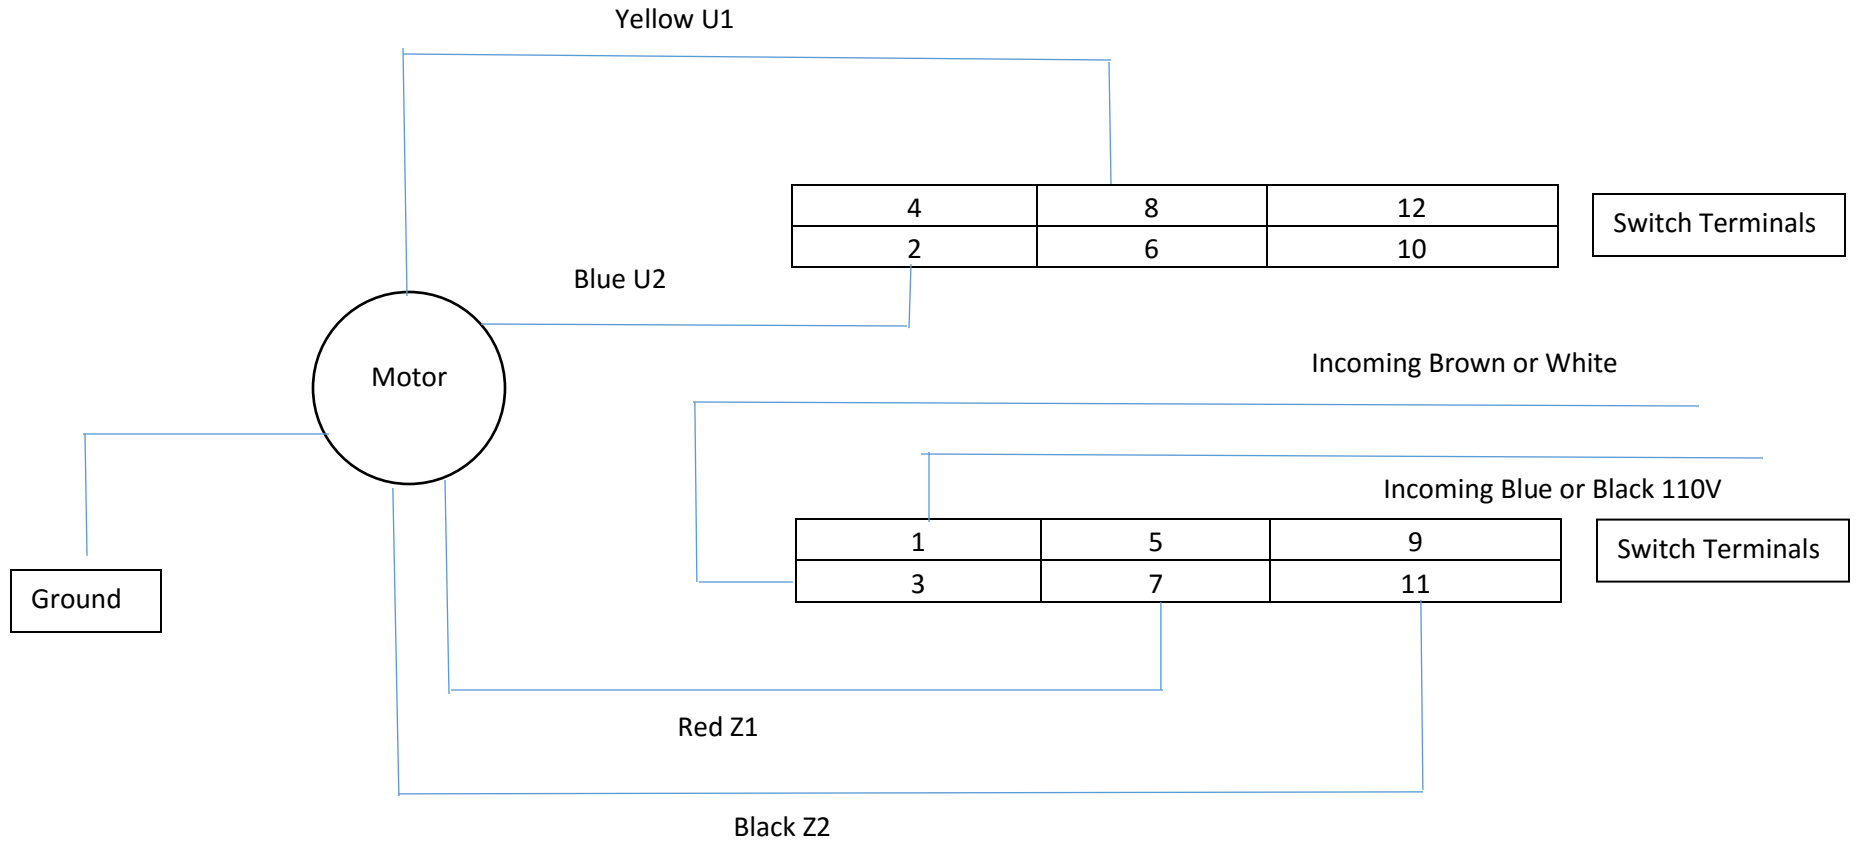 Yellow U1
4 8 12
Switch Terminals
2 6 10
Blue U2
Incoming Brown or White
Motor
Incoming Blue or Black 110V
1 5 9
Switch Terminals
3 7 11
Ground
Red Z1
Black Z2